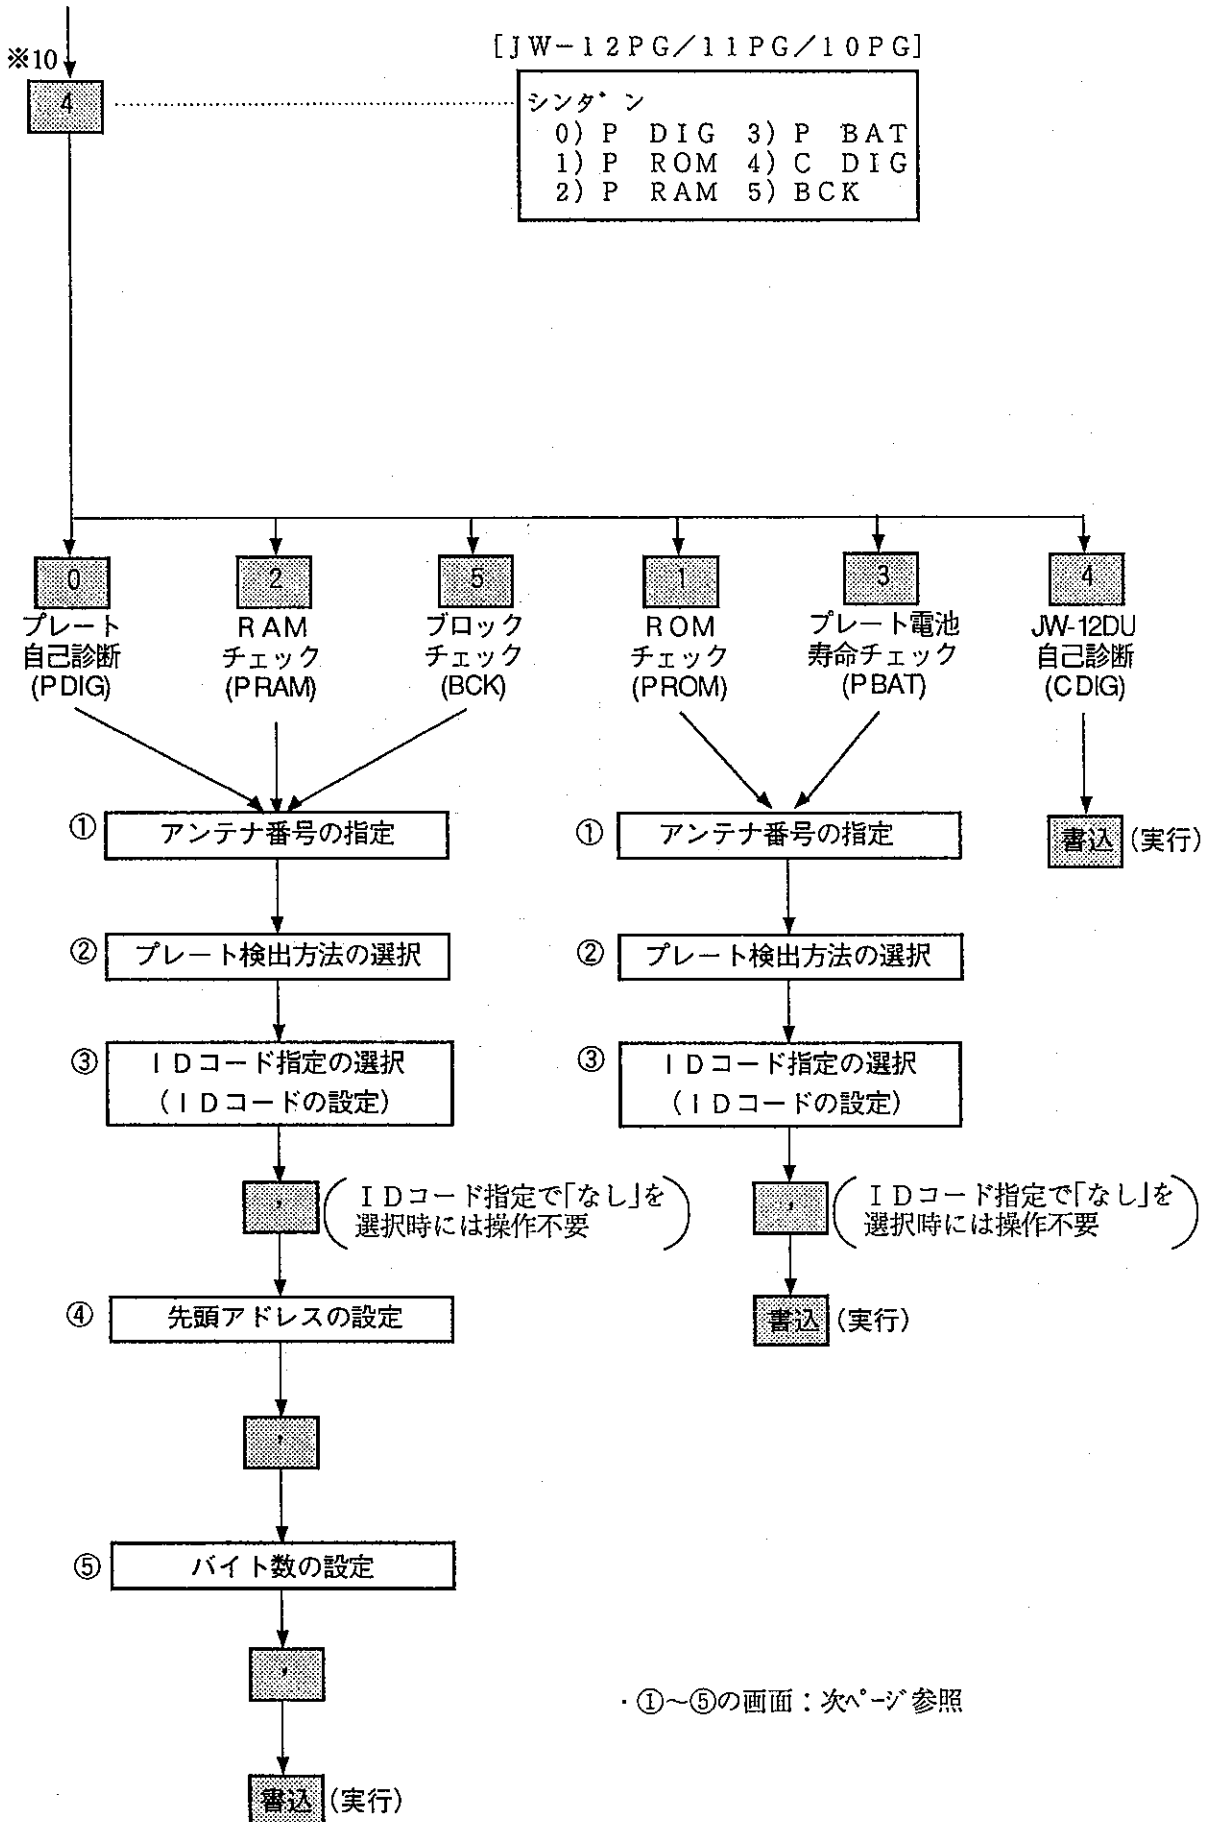 ※10
[JW-12PG/11PG/10PG]
4
シンダン
0) P DIG 3) P BAT
1) P ROM 4) C DIG
2) P RAM 5) BCK
0
2
5
1
3
4
プレート
自己診断
(PDIG)
RAM
チェック
(PRAM)
ブロック
チェック
(BCK)
ROM
チェック
(PROM)
プレート電池
寿命チェック
(PBAT)
JW-12DU
自己診断
(CDIG)
① アンテナ番号の指定
① アンテナ番号の指定
書込 (実行)
② プレート検出方法の選択
② プレート検出方法の選択
③ IDコード指定の選択
(IDコードの設定)
③ IDコード指定の選択
(IDコードの設定)
, (IDコード指定で「なし」を
選択時には操作不要)
, (IDコード指定で「なし」を
選択時には操作不要)
④ 先頭アドレスの設定
書込 (実行)
,
⑤ バイト数の設定
,
・①~⑤の画面:次ページ参照
書込 (実行)